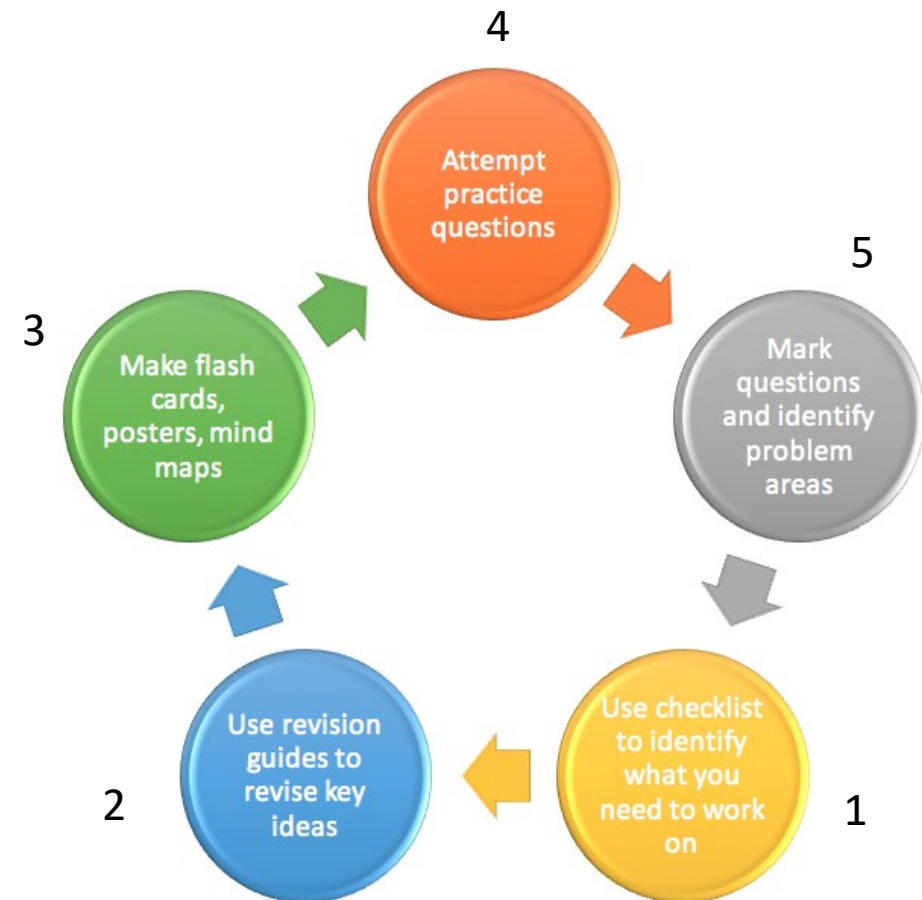 4
Attempt
practice
questions
5
Mark
questions
and identify
problem
areas
3
Make flash
cards,
posters, mind
maps
2
Use revision
guides to
revise key
ideas
Use checklist
to identify
what you
need to work
on
1